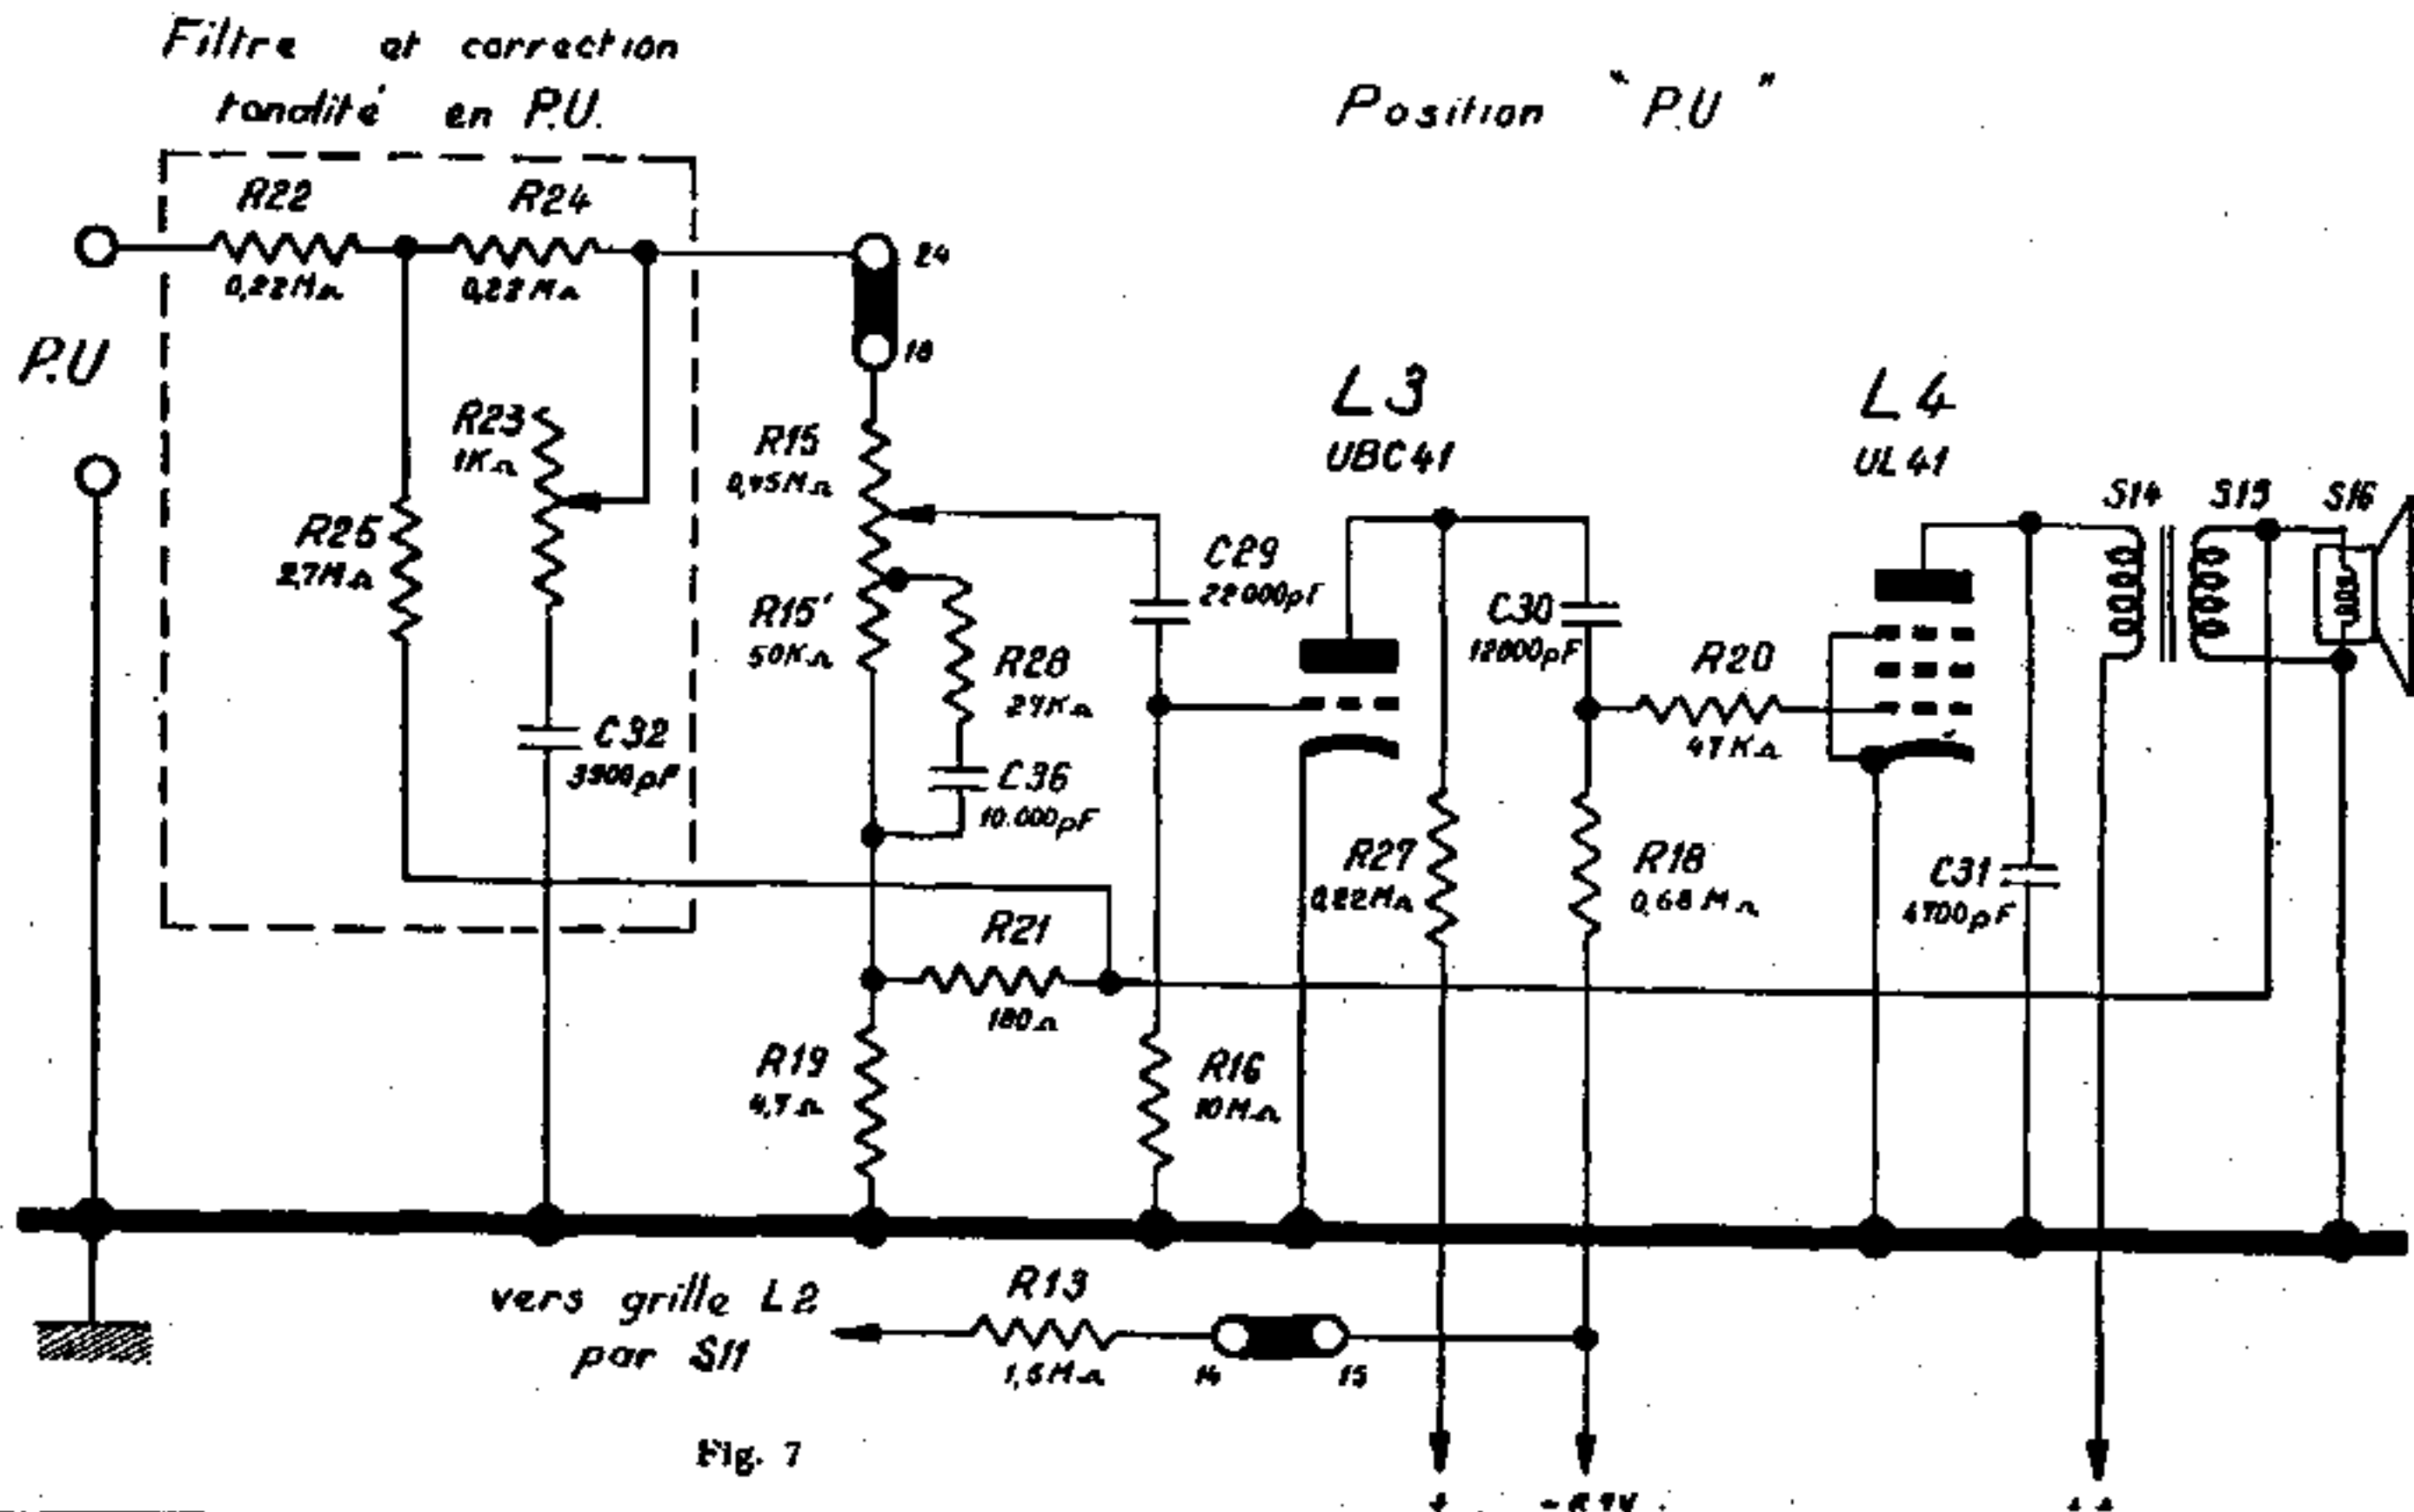 Filtre et correction
tonalité en P.U.
Position "P.U"
R22
0,22MΩ
R24
0,22MΩ
24
18
P.U
R23
1KΩ
R25
2,7MΩ
C32
3900pF
R15
0,45MΩ
R15'
50KΩ
R28
27KΩ
C36
10.000pF
C29
22000pF
L3
UBC41
L4
UL41
S14
S15
S16
C30
12000pF
R20
47KΩ
R27
0,22MΩ
R18
0,68MΩ
C31
4700pF
R21
180Ω
R19
4,7Ω
R16
10MΩ
vers grille L2
par S11
R13
1,5MΩ
14
15
Fig. 7
+
++